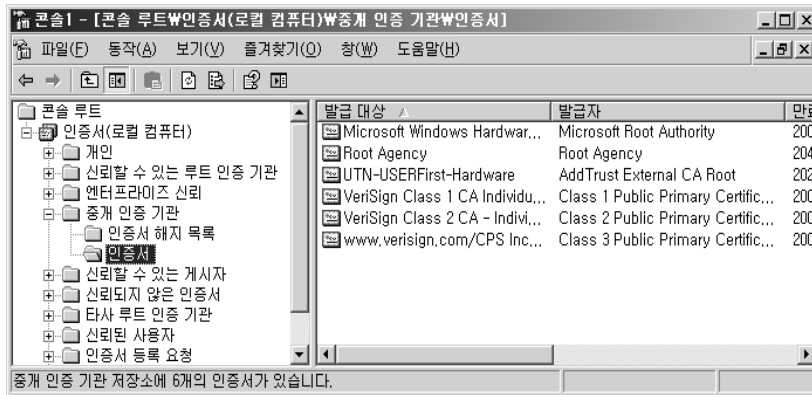 콘솔1 - [콘솔 루트₩인증서(로컬 컴퓨터)₩중개 인증 기관₩인증서]
파일(F) 동작(A) 보기(V) 즐겨찾기(O) 창(W) 도움말(H)
콘솔 루트
인증서(로컬 컴퓨터)
개인
신뢰할 수 있는 루트 인증 기관
엔터프라이즈 신뢰
중개 인증 기관
인증서 해지 목록
인증서
신뢰할 수 있는 게시자
신뢰되지 않은 인증서
타사 루트 인증 기관
신뢰된 사용자
인증서 등록 요청
발급 대상 발급자
Microsoft Windows Hardwar... Microsoft Root Authority 200
Root Agency Root Agency 204
UTN-USERFirst-Hardware AddTrust External CA Root 202
VeriSign Class 1 CA Individu... Class 1 Public Primary Certific... 200
VeriSign Class 2 CA - Indivi... Class 2 Public Primary Certific... 200
www.verisign.com/CPS Inc... Class 3 Public Primary Certific... 200
중개 인증 기관 저장소에 6개의 인증서가 있습니다.